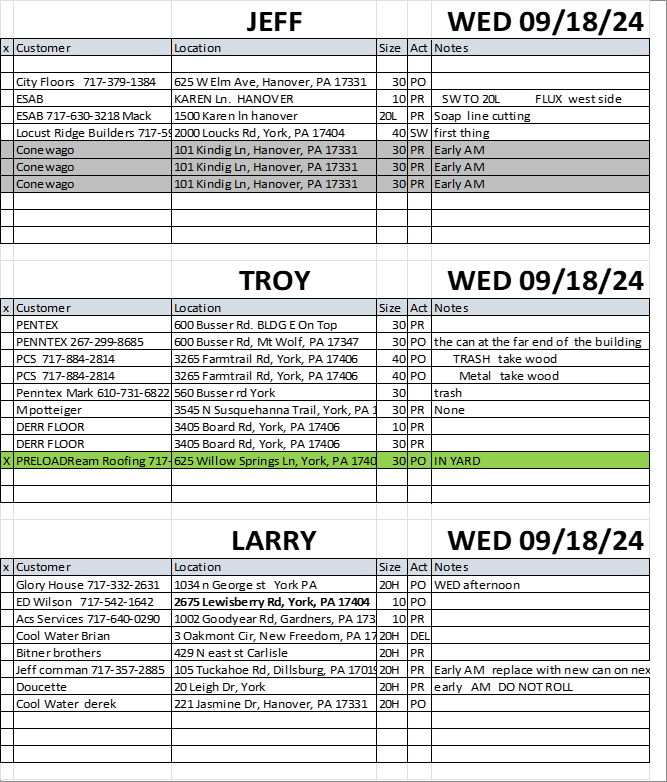 JEFF WED 09/18/24
x Customer Location Size Act Notes
City Floors 717-379-1384 625 W Elm Ave, Hanover, PA 17331 30 PO
ESAB KAREN Ln. HANOVER 10 PR SW TO 20L FLUX west side
ESAB 717-630-3218 Mack 1500 Karen ln hanover 20L PR Soap line cutting
Locust Ridge Builders 717-59 2000 Loucks Rd, York, PA 17404 40 SW first thing
Conewago 101 Kindig Ln, Hanover, PA 17331 30 PR Early AM
Conewago 101 Kindig Ln, Hanover, PA 17331 30 PR Early AM
Conewago 101 Kindig Ln, Hanover, PA 17331 30 PR Early AM
TROY WED 09/18/24
x Customer Location Size Act Notes
PENTEX 600 Busser Rd. BLDG E On Top 30 PR
PENNTEX 267-299-8685 600 Busser Rd, Mt Wolf, PA 17347 30 PO the can at the far end of the building
PCS 717-884-2814 3265 Farmtrail Rd, York, PA 17406 40 PO TRASH take wood
PCS 717-884-2814 3265 Farmtrail Rd, York, PA 17406 40 PO Metal take wood
Penntex Mark 610-731-6822 560 Busser rd York 30 trash
Mpotteiger 3545 N Susquehanna Trail, York, PA 1 30 PR None
DERR FLOOR 3405 Board Rd, York, PA 17406 10 PR
DERR FLOOR 3405 Board Rd, York, PA 17406 30 PR
X PRELOADReam Roofing 717- 625 Willow Springs Ln, York, PA 1740 30 PO IN YARD
LARRY WED 09/18/24
x Customer Location Size Act Notes
Glory House 717-332-2631 1034 n George st York PA 20H PO WED afternoon
ED Wilson 717-542-1642 2675 Lewisberry Rd, York, PA 17404 10 PO
Acs Services 717-640-0290 1002 Goodyear Rd, Gardners, PA 173 10 PR
Cool Water Brian 3 Oakmont Cir, New Freedom, PA 17 20H DEL
Bitner brothers 429 N east st Carlisle 20H PR
Jeff comman 717-357-2885 105 Tuckahoe Rd, Dillsburg, PA 17019 20H PR Early AM replace with new can on nex
Doucette 20 Leigh Dr, York 20H PR early AM DO NOT ROLL
Cool Water derek 221 Jasmine Dr, Hanover, PA 17331 20H PO